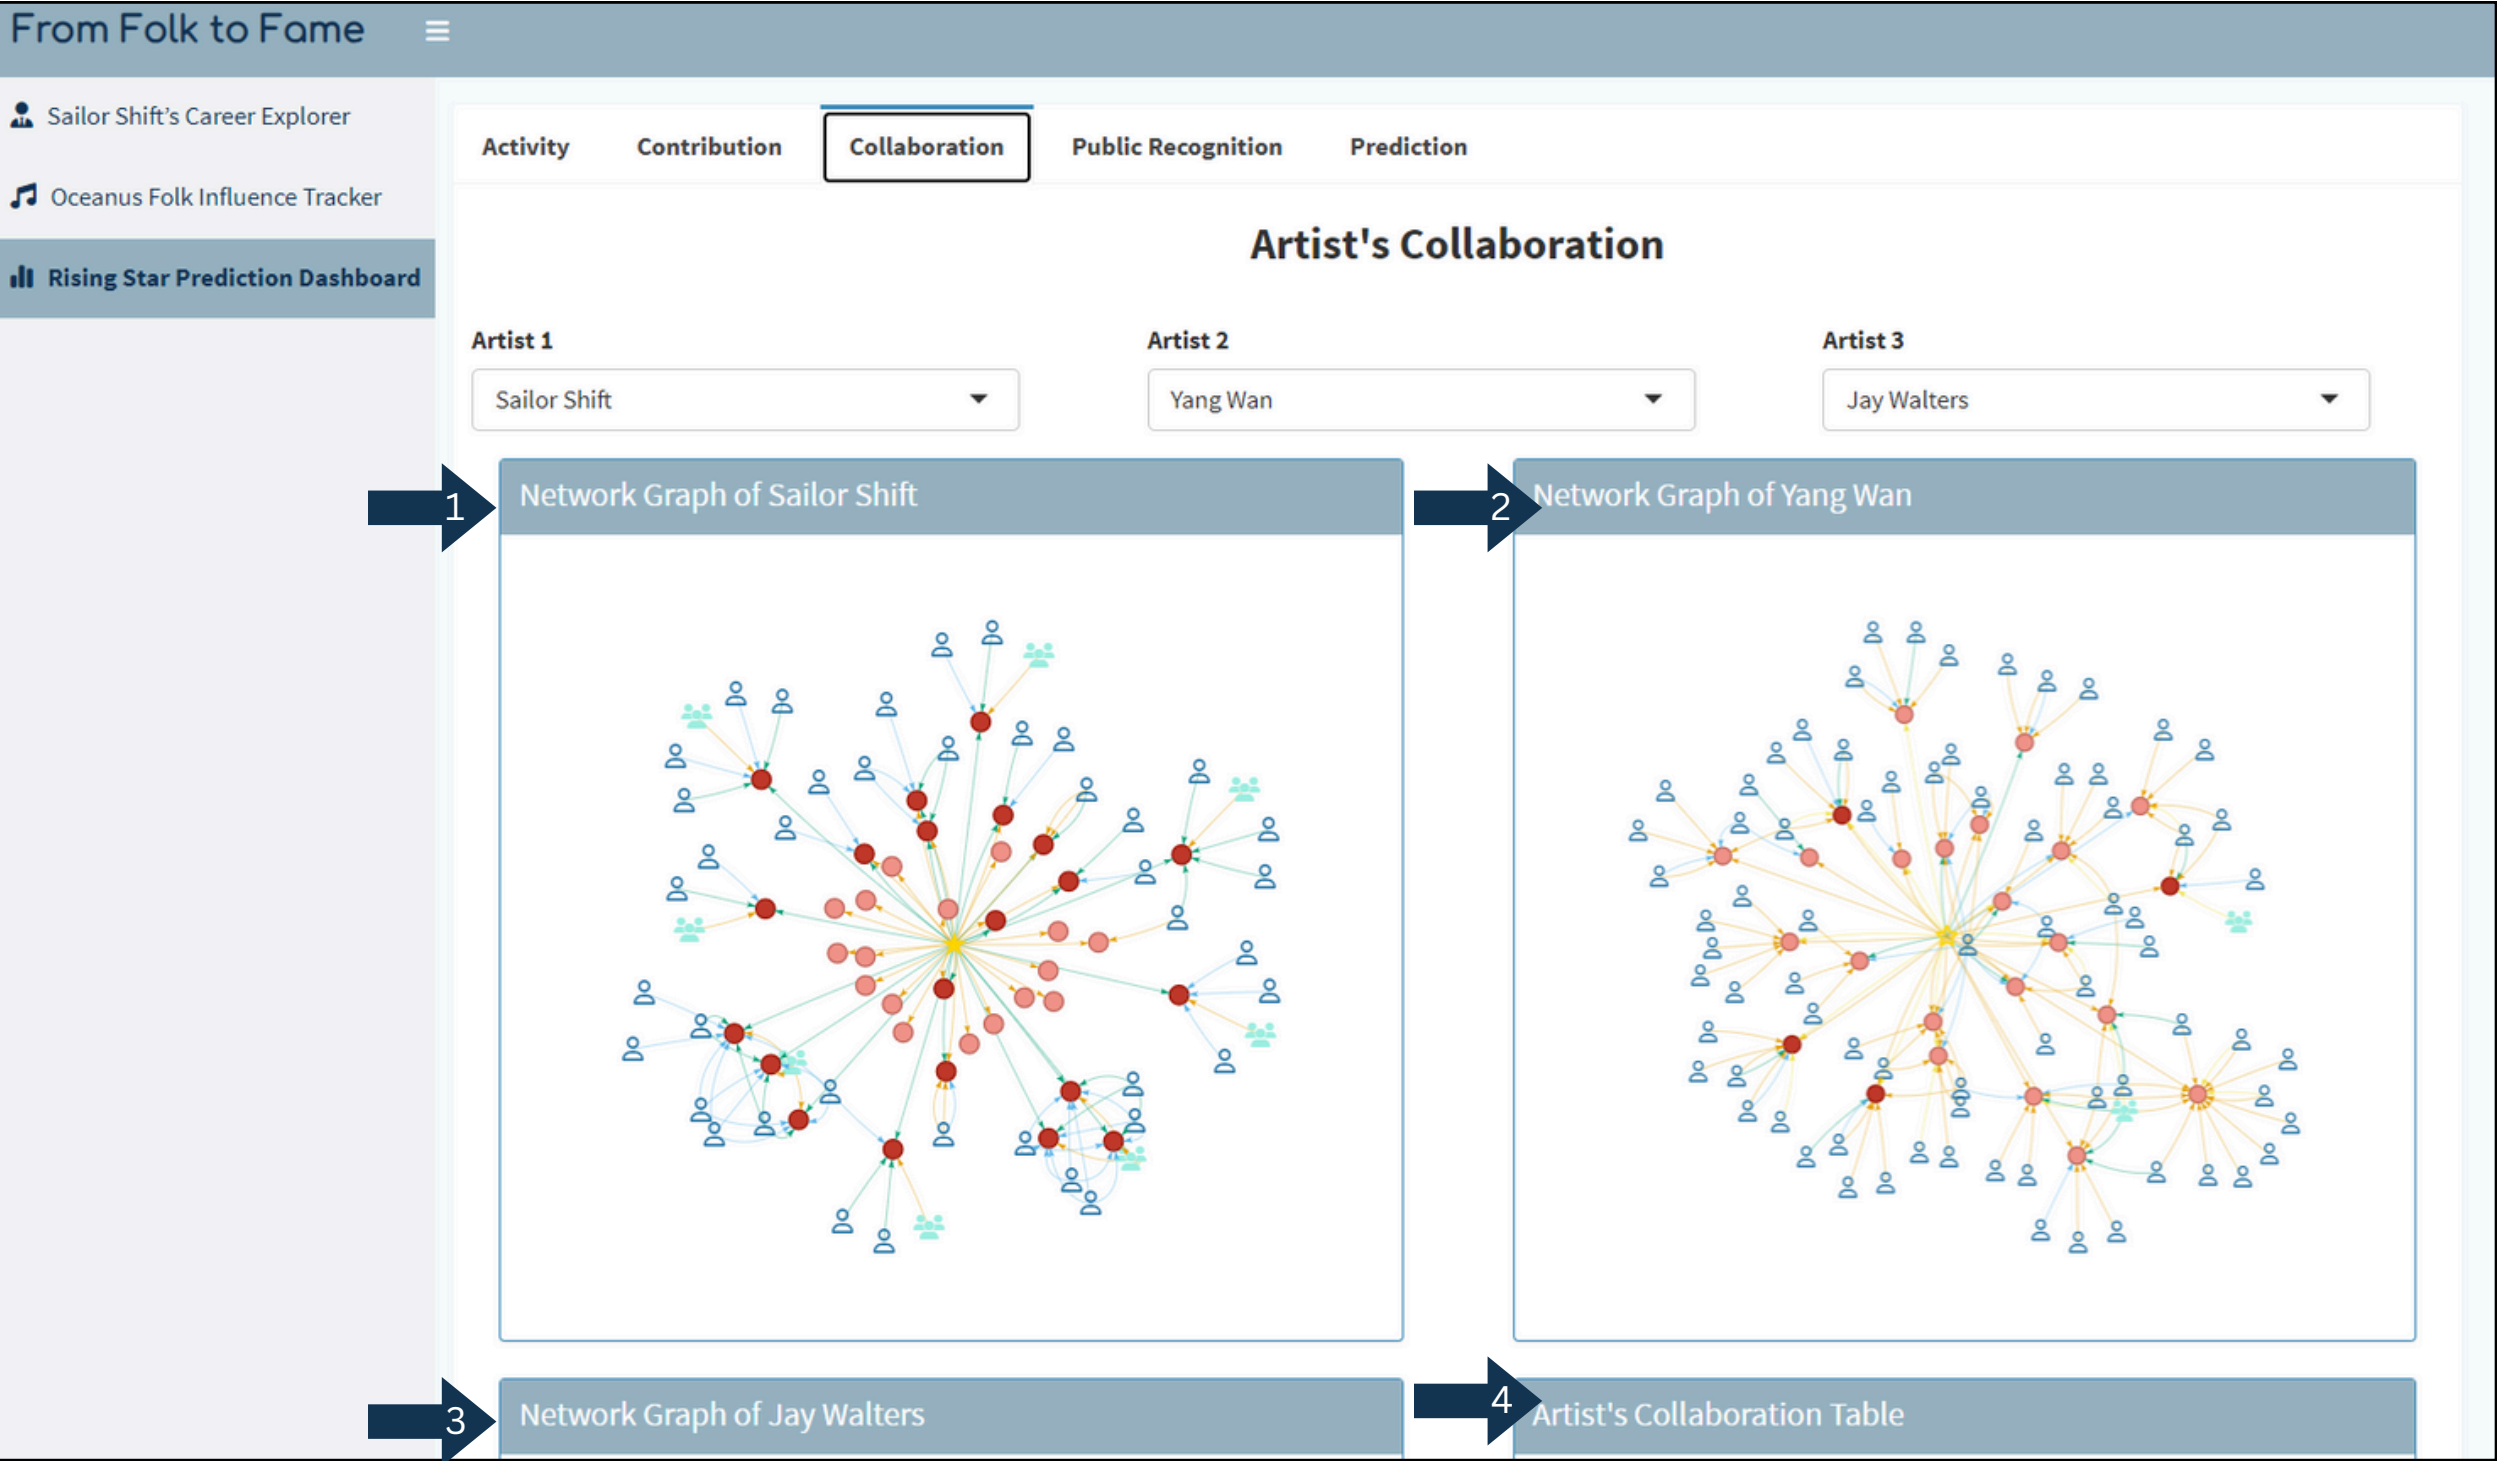 From Folk to Fame
Sailor Shift's Career Explorer
Oceanus Folk Influence Tracker
Rising Star Prediction Dashboard
Activity Contribution Collaboration Public Recognition Prediction
Artist's Collaboration
Artist 1 Artist 2 Artist 3
Sailor Shift Yang Wan Jay Walters
1 Network Graph of Sailor Shift 2 Network Graph of Yang Wan
3 Network Graph of Jay Walters 4 Artist's Collaboration Table